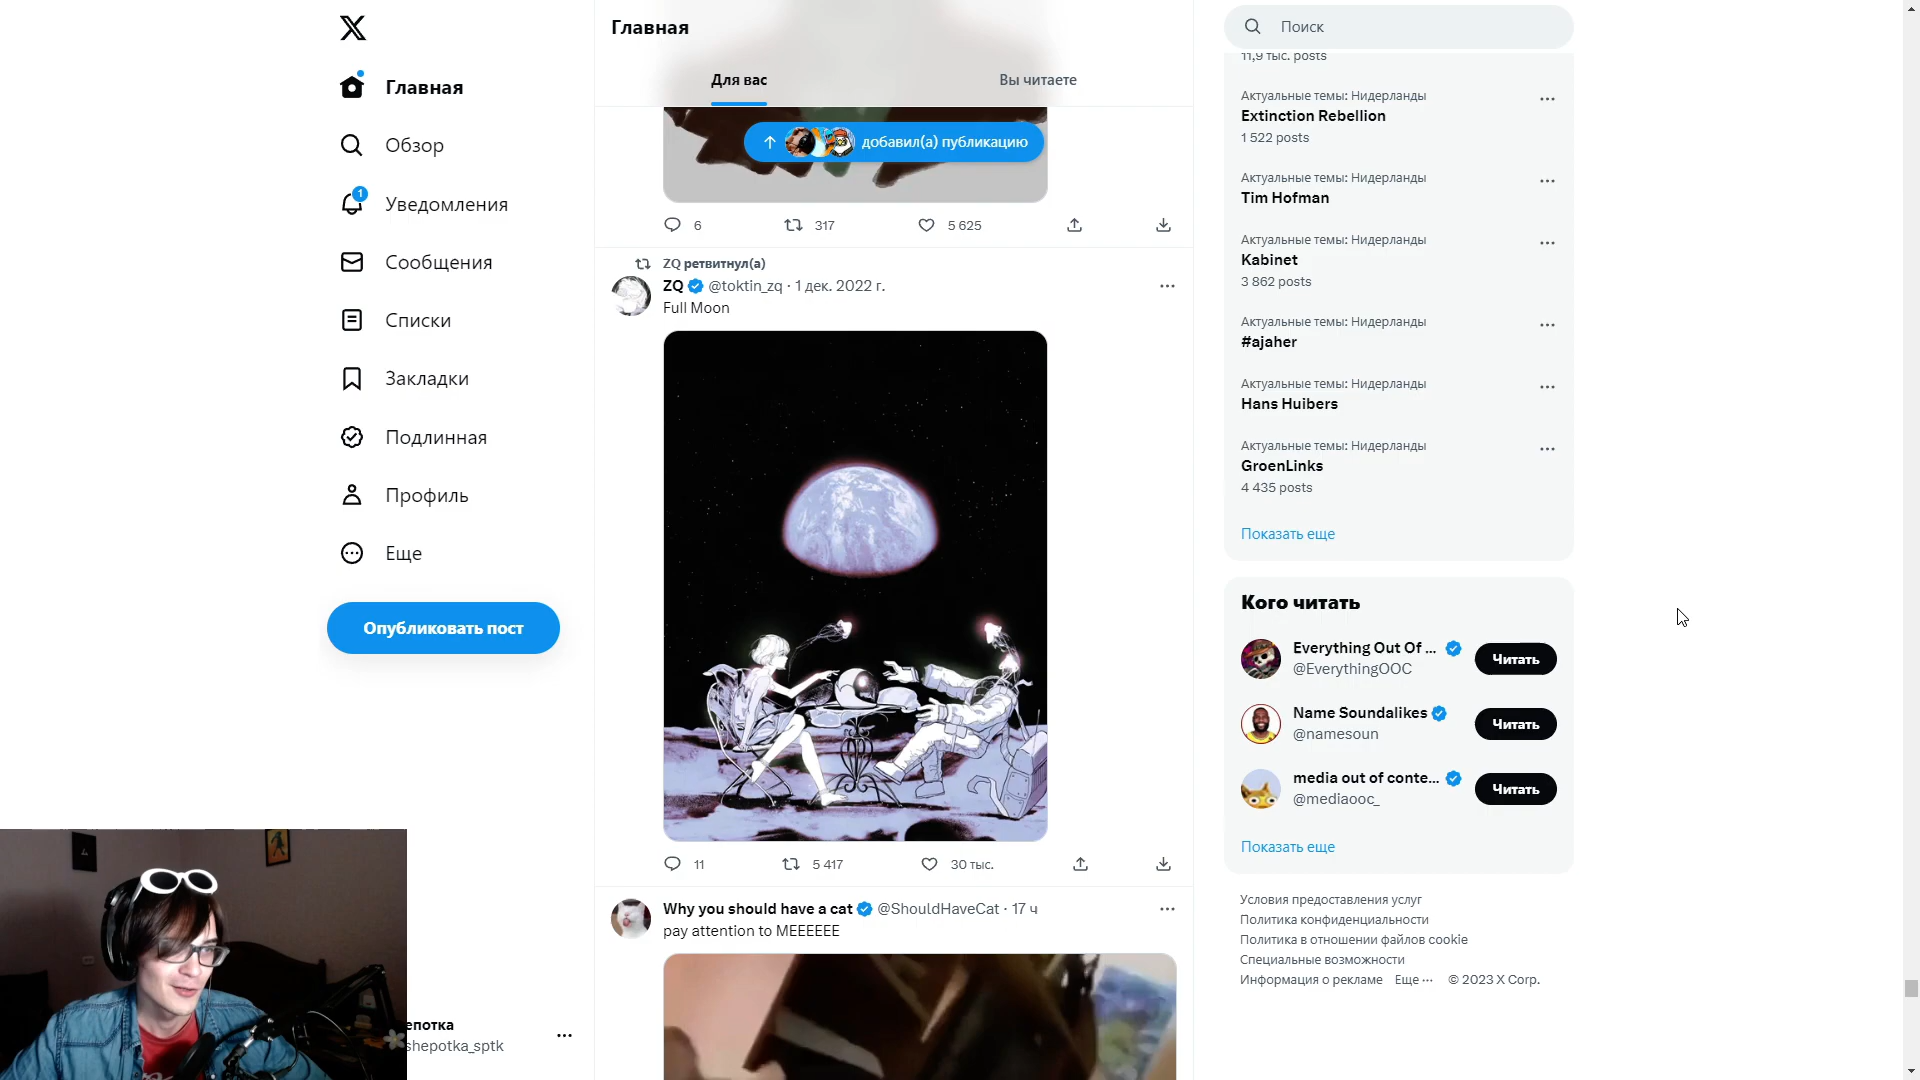 Главная
Обзор
1
Уведомления
Сообщения
Списки
Закладки
Подлинная
Профиль
Еще
Опубликовать пост
епотка
shepotka_sptk
Главная
Для вас
Вы читаете
добавил(а) публикацию
6
317
5 625
ZQ ретвитнул(а)
ZQ @toktin_zq · 1 дек. 2022 г.
Full Moon
11
5 417
30 тыс.
Why you should have a cat @ShouldHaveCat · 17 ч
pay attention to MEEEEEE
Поиск
11,9 тыс. posts
Актуальные темы: Нидерланды
Extinction Rebellion
1 522 posts
Актуальные темы: Нидерланды
Tim Hofman
Актуальные темы: Нидерланды
Kabinet
3 862 posts
Актуальные темы: Нидерланды
#ajaher
Актуальные темы: Нидерланды
Hans Huibers
Актуальные темы: Нидерланды
GroenLinks
4 435 posts
Показать еще
Кого читать
Everything Out Of ...
@EverythingOOC
Читать
Name Soundalikes
@namesoun
Читать
media out of conte...
@mediaooc_
Читать
Показать еще
Условия предоставления услуг
Политика конфиденциальности
Политика в отношении файлов cookie
Специальные возможности
Информация о рекламе Еще ··· © 2023 X Corp.